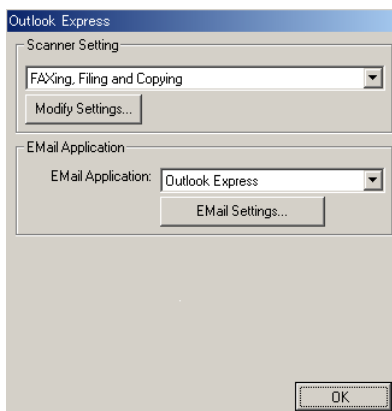 Outlook Express
Scanner Setting
FAXing, Filing and Copying
Modify Settings...
EMail Application
EMail Application: Outlook Express
EMail Settings...
OK